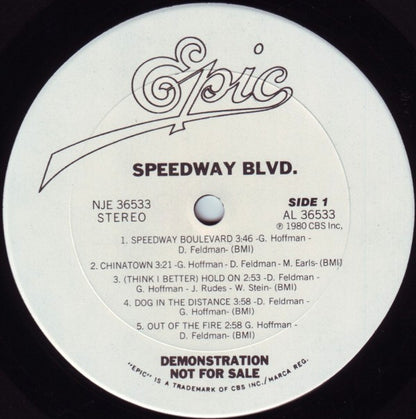 Epic
SPEEDWAY BLVD.
NJE 36533
STEREO
SIDE 1
AL 36533
℗ 1980 CBS Inc.
1. SPEEDWAY BOULEVARD 3:46 -G. Hoffman -
D. Feldman- (BMI)
2. CHINATOWN 3:21 -G. Hoffman - D. Feldman - M. Earls- (BMI)
3. (THINK I BETTER) HOLD ON 2:53 -D. Feldman -
G. Hoffman - J. Rudes - W. Stein- (BMI)
4. DOG IN THE DISTANCE 3:58 -D. Feldman -
G. Hoffman- (BMI)
5. OUT OF THE FIRE 2:58 G. Hoffman -
D. Feldman- (BMI)
DEMONSTRATION
NOT FOR SALE
"EPIC" IS A TRADEMARK OF CBS INC./MARCA REG.